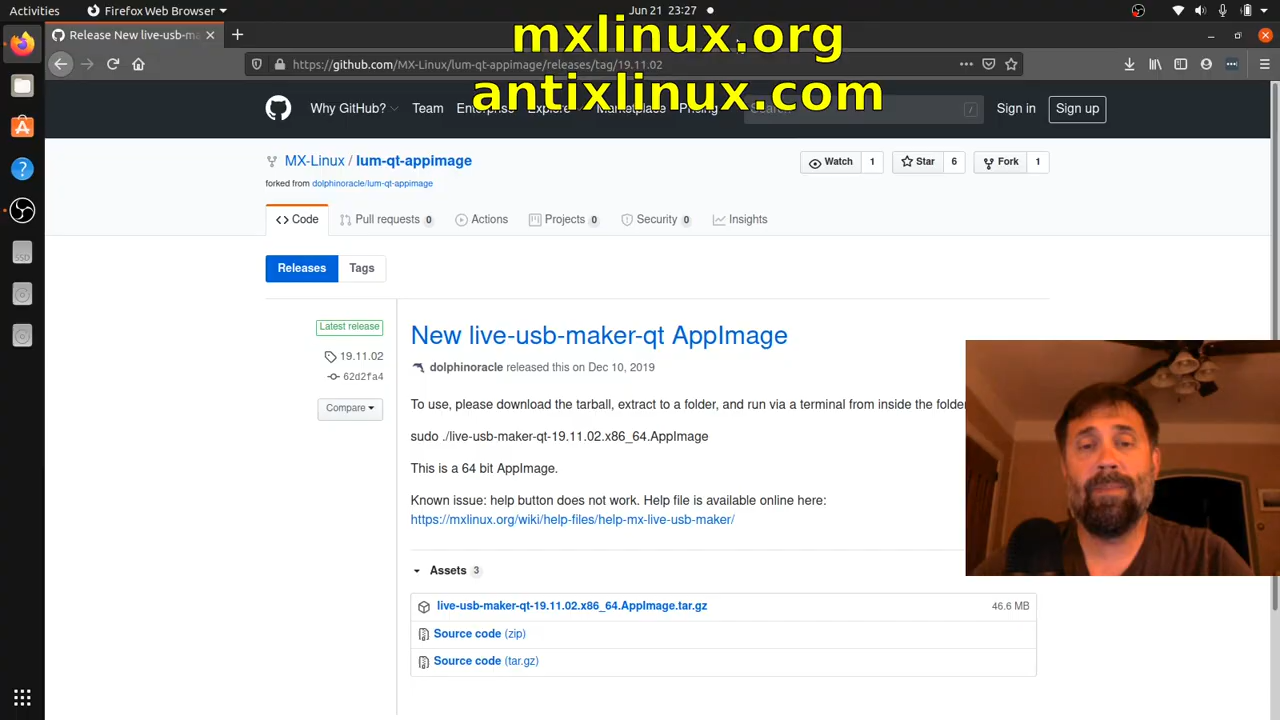 Activities
Firefox Web Browser
Jun 21 23:27
Release New live-usb-ma
mxlinux.org
https://github.com/MX-Linux/lum-qt-appimage/releases/tag/19.11.02
antixlinux.com
Why GitHub?
Team
Enterprise
Explore
Marketplace
Pricing
Search...
/
Sign in
Sign up
MX-Linux / lum-qt-appimage
forked from dolphinoracle/lum-qt-appimage
Watch 1
Star 6
Fork 1
Code
Pull requests 0
Actions
Projects 0
Security 0
Insights
Releases
Tags
Latest release
19.11.02
62d2fa4
Compare
New live-usb-maker-qt AppImage
dolphinoracle released this on Dec 10, 2019
To use, please download the tarball, extract to a folder, and run via a terminal from inside the folder
sudo ./live-usb-maker-qt-19.11.02.x86_64.AppImage
This is a 64 bit AppImage.
Known issue: help button does not work. Help file is available online here:
https://mxlinux.org/wiki/help-files/help-mx-live-usb-maker/
Assets 3
live-usb-maker-qt-19.11.02.x86_64.AppImage.tar.gz
46.6 MB
Source code (zip)
Source code (tar.gz)